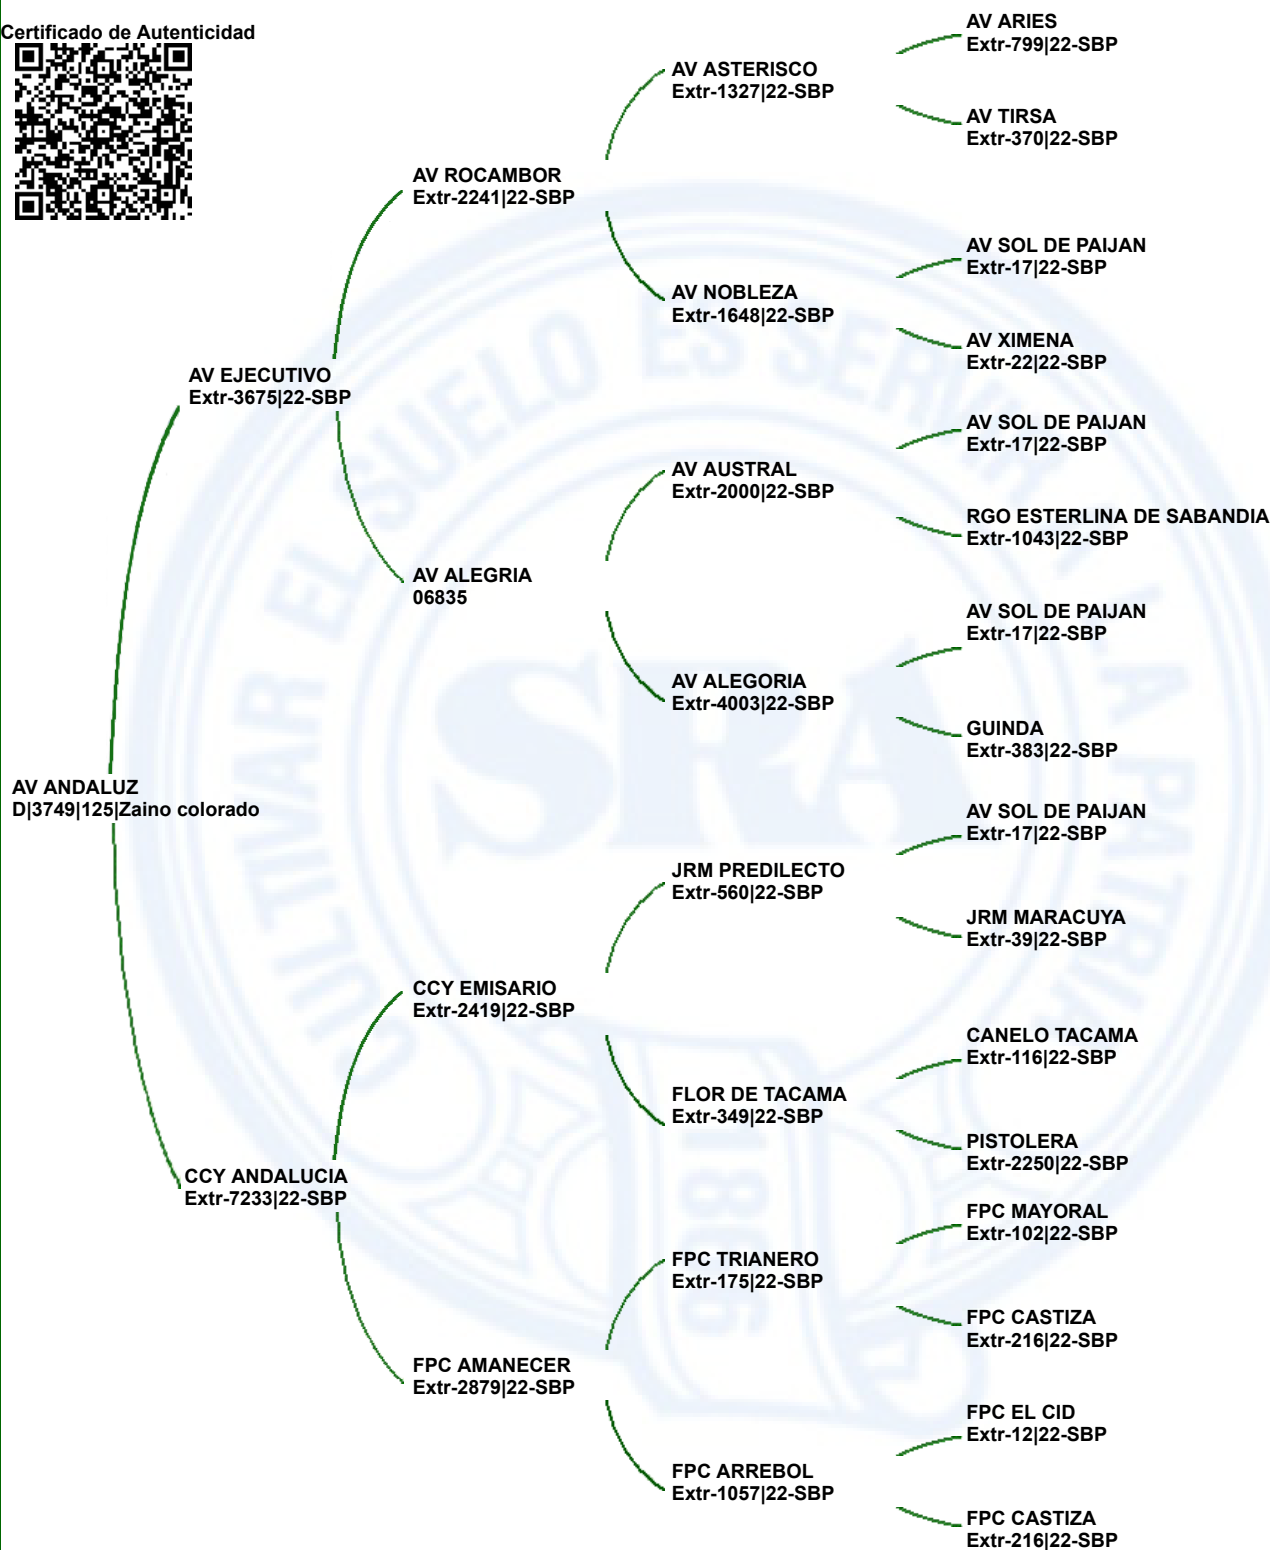 Certificado de Autenticidad
AV ARIES
Extr-799|22-SBP
AV ASTERISCO
Extr-1327|22-SBP
AV TIRSA
Extr-370|22-SBP
AV ROCAMBOR
Extr-2241|22-SBP
AV SOL DE PAIJAN
Extr-17|22-SBP
AV NOBLEZA
Extr-1648|22-SBP
AV XIMENA
Extr-22|22-SBP
AV EJECUTIVO
Extr-3675|22-SBP
AV SOL DE PAIJAN
Extr-17|22-SBP
AV AUSTRAL
Extr-2000|22-SBP
RGO ESTERLINA DE SABANDIA
Extr-1043|22-SBP
AV ALEGRIA
06835
AV SOL DE PAIJAN
Extr-17|22-SBP
AV ALEGORIA
Extr-4003|22-SBP
GUINDA
Extr-383|22-SBP
AV ANDALUZ
D|3749|125|Zaino colorado
AV SOL DE PAIJAN
Extr-17|22-SBP
JRM PREDILECTO
Extr-560|22-SBP
JRM MARACUYA
Extr-39|22-SBP
CCY EMISARIO
Extr-2419|22-SBP
CANELO TACAMA
Extr-116|22-SBP
FLOR DE TACAMA
Extr-349|22-SBP
PISTOLERA
Extr-2250|22-SBP
CCY ANDALUCIA
Extr-7233|22-SBP
FPC MAYORAL
Extr-102|22-SBP
FPC TRIANERO
Extr-175|22-SBP
FPC CASTIZA
Extr-216|22-SBP
FPC AMANECER
Extr-2879|22-SBP
FPC EL CID
Extr-12|22-SBP
FPC ARREBOL
Extr-1057|22-SBP
FPC CASTIZA
Extr-216|22-SBP
CULTIVAR EL SUELO ES SERVIR A LA PATRIA
SRA
1866